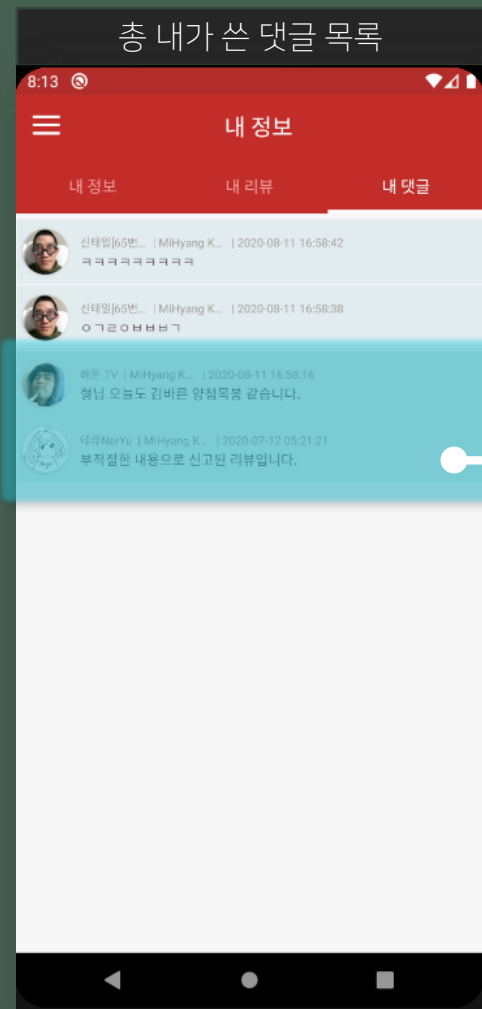 총 내가 쓴 댓글 목록
8:13
내 정보
내 정보 내 리뷰 내 댓글
신태일[65번... | MiHyang K... | 2020-08-11 16:58:42
ㅋㅋㅋㅋㅋㅋㅋㅋㅋ
신태일[65번... | MiHyang K... | 2020-08-11 16:58:38
ㅇㄱㄹㅇㅂㅂㅂㄱ
배돈 TV | MiHyang K... | 2020-08-11 16:58:16
형님 오늘도 김바른 양첨목봉 같습니다.
네류NerYu | MiHyang K... | 2020-07-12 05:21:21
부적절한 내용으로 신고된 리뷰입니다.